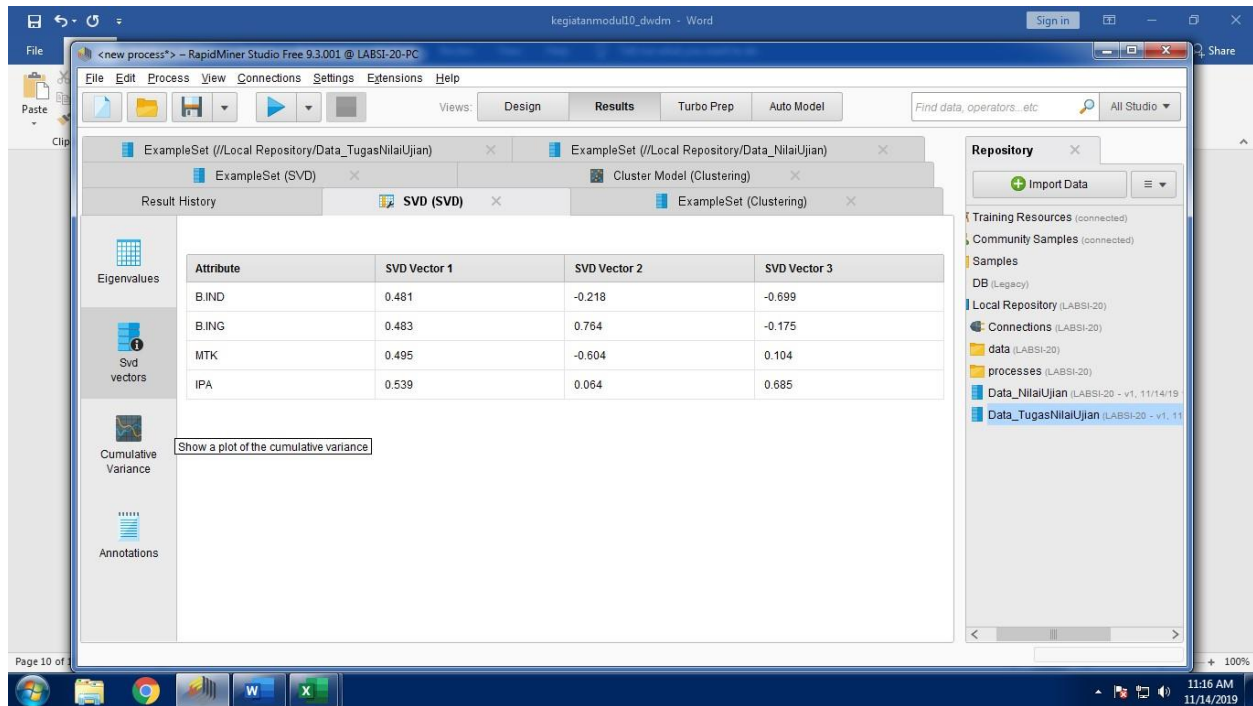 kegiatanmodul10_dwdm - Word
Sign in
File
Share
<new process*> – RapidMiner Studio Free 9.3.001 @ LABSI-20-PC
File Edit Process View Connections Settings Extensions Help
Paste
Views:
Design
Results
Turbo Prep
Auto Model
Find data, operators...etc
All Studio
Clip
ExampleSet (//Local Repository/Data_TugasNilaiUjian)
ExampleSet (//Local Repository/Data_NilaiUjian)
ExampleSet (SVD)
Cluster Model (Clustering)
Result History
SVD (SVD)
ExampleSet (Clustering)
Repository
Import Data
Training Resources (connected)
Community Samples (connected)
Samples
DB (Legacy)
Local Repository (LABSI-20)
Connections (LABSI-20)
data (LABSI-20)
processes (LABSI-20)
Data_NilaiUjian (LABSI-20 - v1, 11/14/19
Data_TugasNilaiUjian (LABSI-20 - v1, 11
Eigenvalues
Svd
vectors
Cumulative
Variance
Annotations
Attribute SVD Vector 1 SVD Vector 2 SVD Vector 3
B.IND 0.481 -0.218 -0.699
B.ING 0.483 0.764 -0.175
MTK 0.495 -0.604 0.104
IPA 0.539 0.064 0.685
Show a plot of the cumulative variance
Page 10 of 1
100%
W
X
11:16 AM
11/14/2019